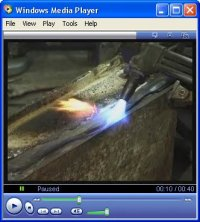 Windows Media Player
File View Play Tools Help
Paused
00:10 / 00:40